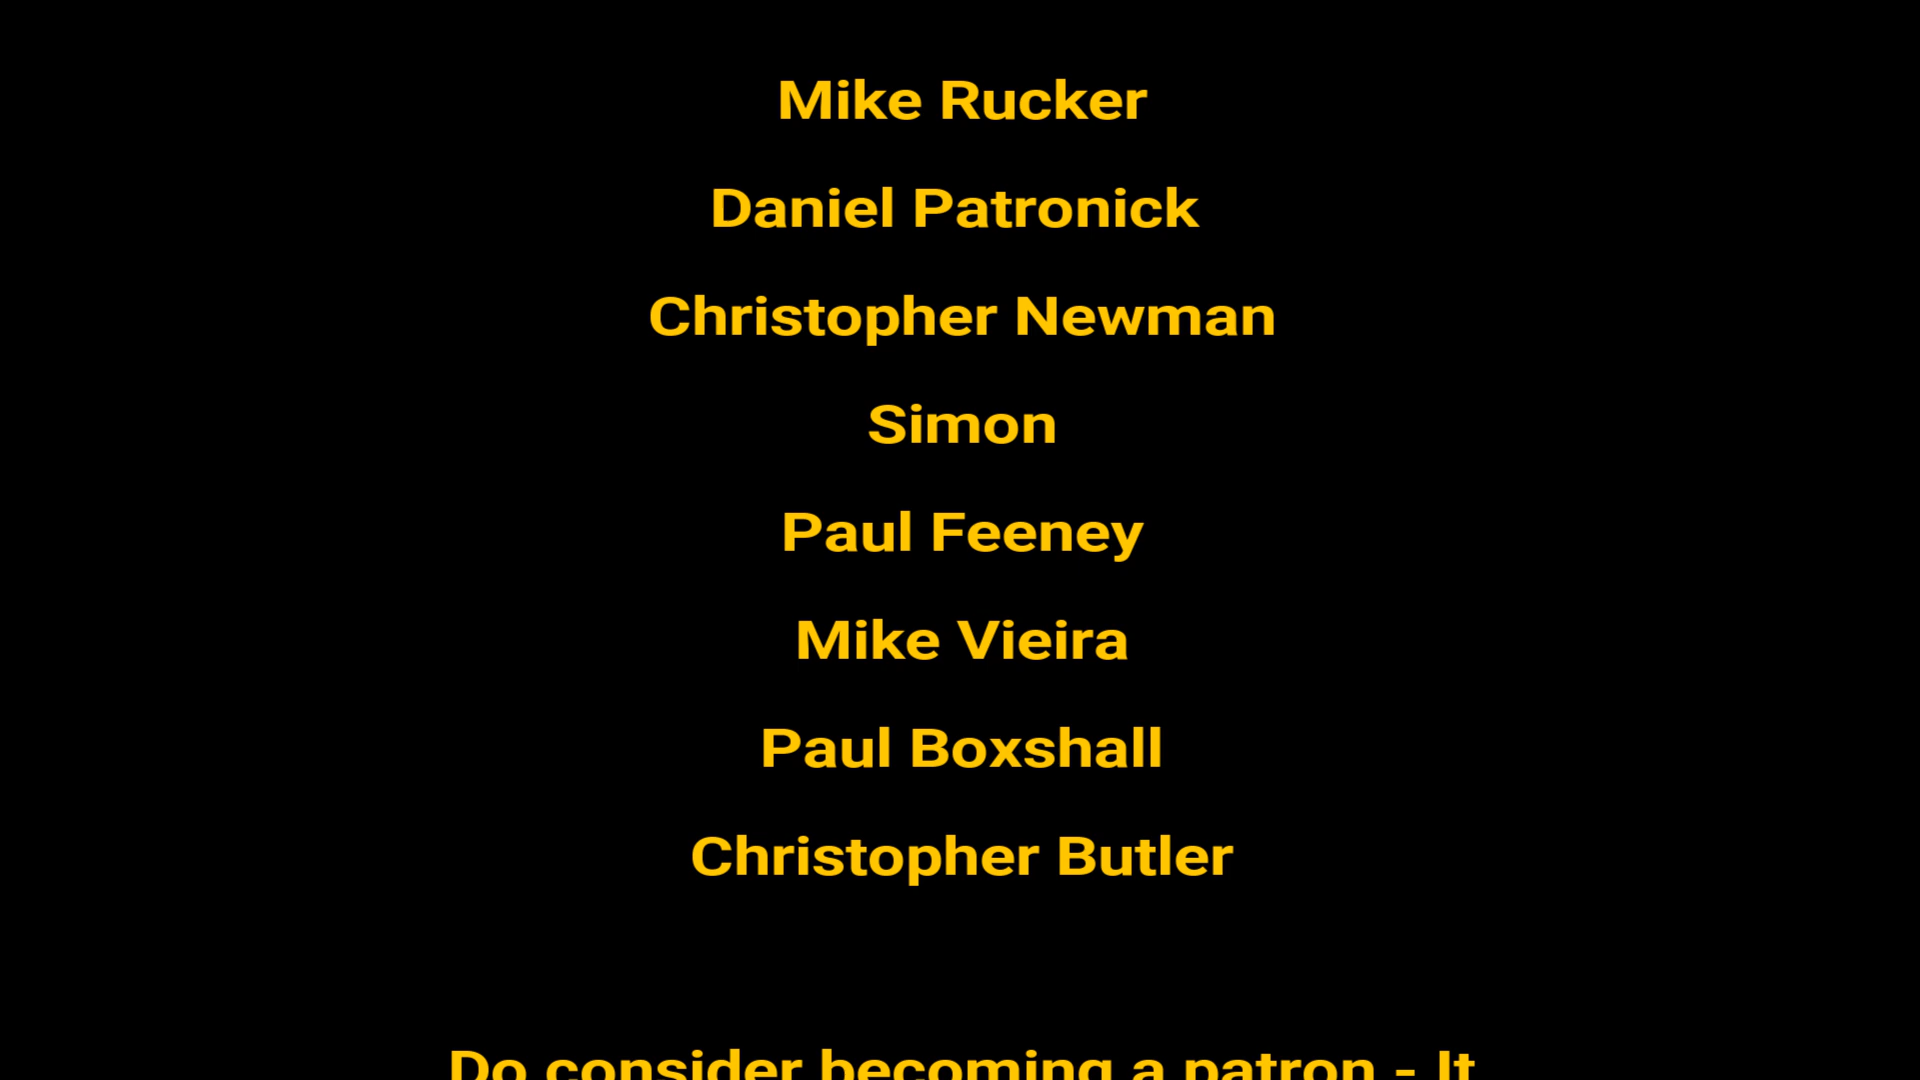 Mike Rucker
Daniel Patronick
Christopher Newman
Simon
Paul Feeney
Mike Vieira
Paul Boxshall
Christopher Butler
Do consider becoming a patron - It